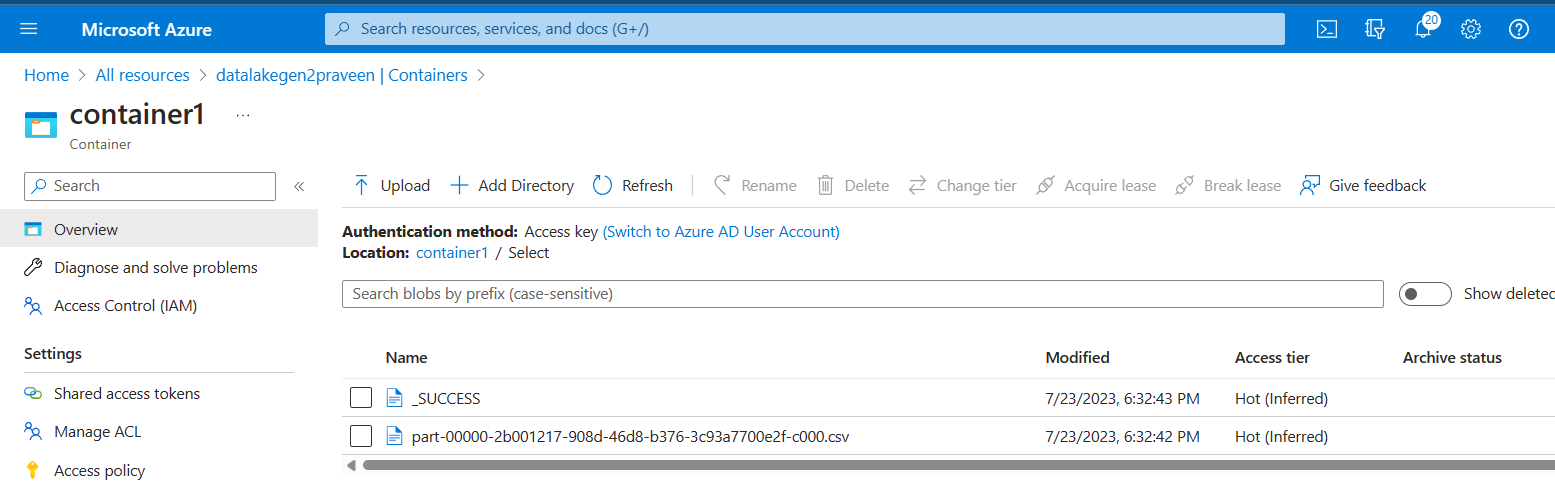 Microsoft Azure
Search resources, services, and docs (G+/)
20
Home > All resources > datalakegen2praveen | Containers >
container1 ...
Container
Search
«
Upload
Add Directory
Refresh
Rename
Delete
Change tier
Acquire lease
Break lease
Give feedback
Overview
Diagnose and solve problems
Access Control (IAM)
Settings
Shared access tokens
Manage ACL
Access policy
Authentication method: Access key (Switch to Azure AD User Account)
Location: container1 / Select
Search blobs by prefix (case-sensitive)
Show deleted
Name Modified Access tier Archive status
_SUCCESS 7/23/2023, 6:32:43 PM Hot (Inferred)
part-00000-2b001217-908d-46d8-b376-3c93a7700e2f-c000.csv 7/23/2023, 6:32:42 PM Hot (Inferred)